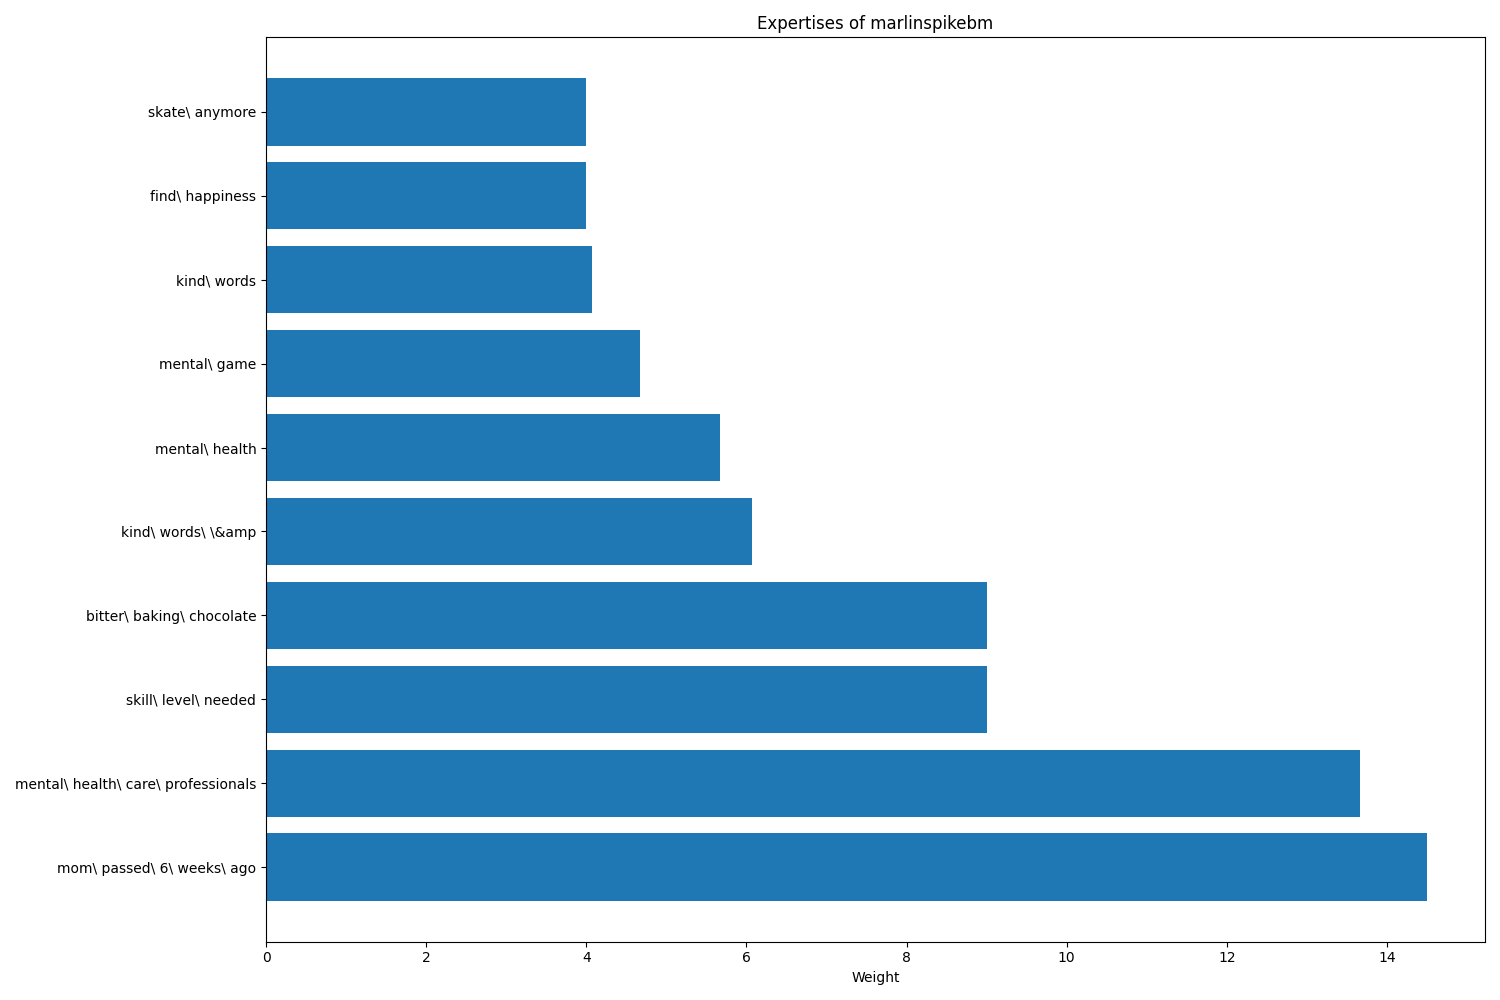 Expertises of marlinspikebm
skate\ anymore
find\ happiness
kind\ words
mental\ game
mental\ health
kind\ words\ \&amp
bitter\ baking\ chocolate
skill\ level\ needed
mental\ health\ care\ professionals
mom\ passed\ 6\ weeks\ ago
0 2 4 6 8 10 12 14
Weight